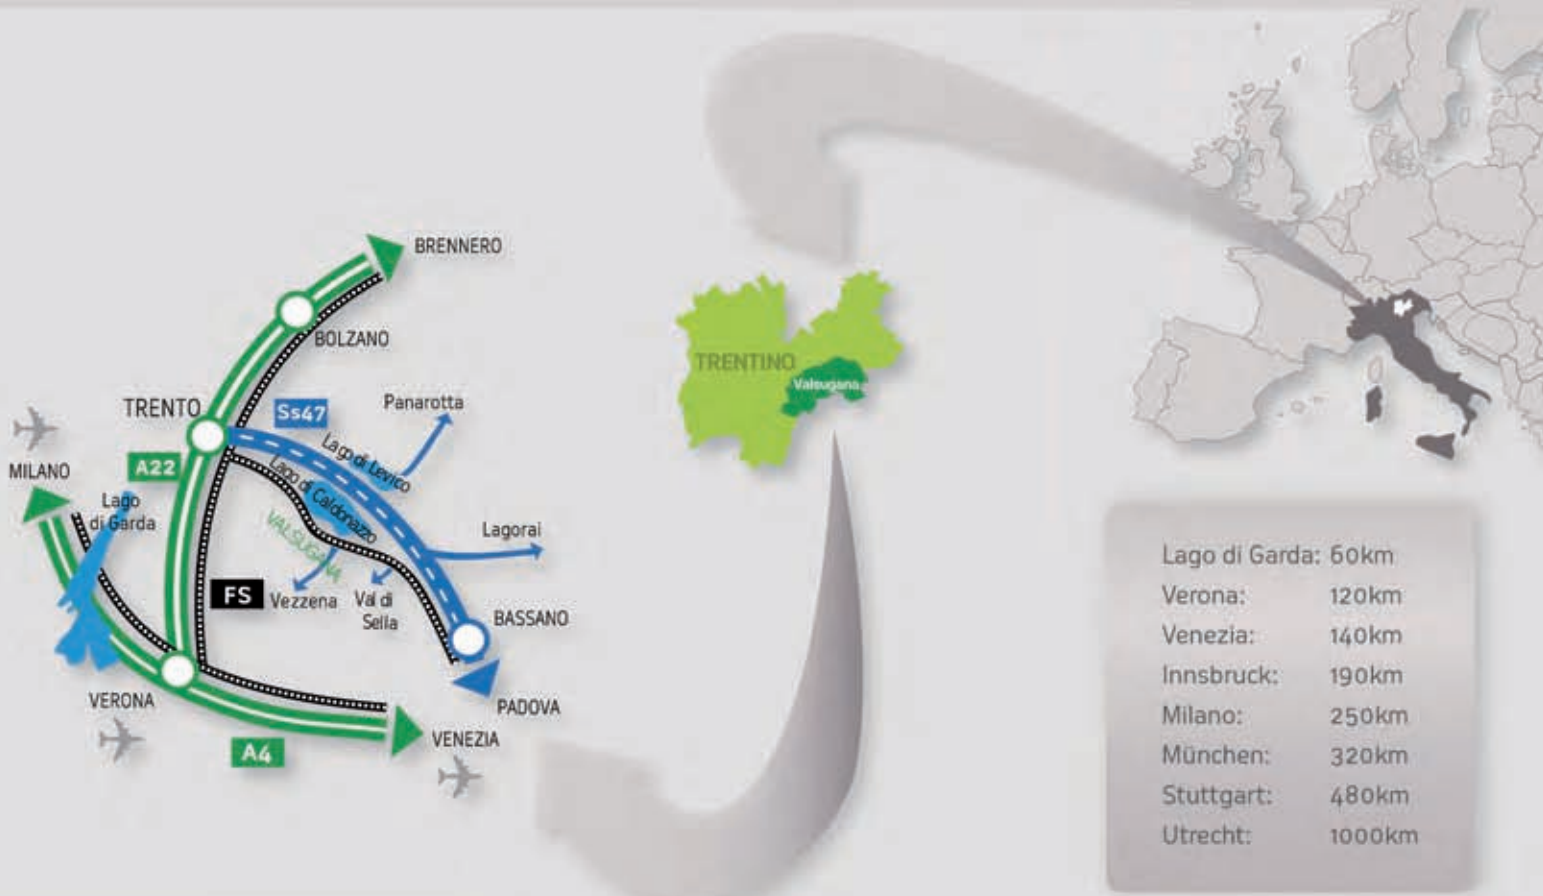 BRENNERO
BOLZANO
TRENTO
Ss47
Panarotta
MILANO
A22
Lago di Levico
Lago
di Garda
Lago di Caldonazzo
VALSUGANA
Lagorai
FS
Vezzena
Val di
Sella
BASSANO
VERONA
PADOVA
A4
VENEZIA
TRENTINO
Valsugana
Lago di Garda: 60km
Verona: 120km
Venezia: 140km
Innsbruck: 190km
Milano: 250km
München: 320km
Stuttgart: 480km
Utrecht: 1000km